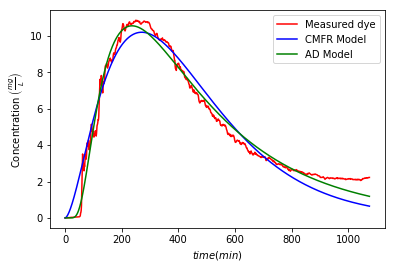 Measured dye
CMFR Model
AD Model
Concentration (mg/L)
10
8
6
4
2
0
0
200
400
600
800
1000
time(min)